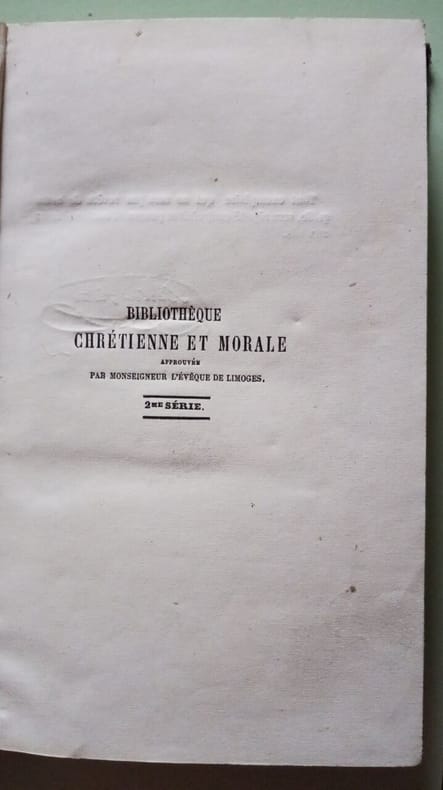 BIBLIOTHÈQUE
CHRÉTIENNE ET MORALE
APPROUVÉE
PAR MONSEIGNEUR L'ÉVÊQUE DE LIMOGES.
2ME SÉRIE.